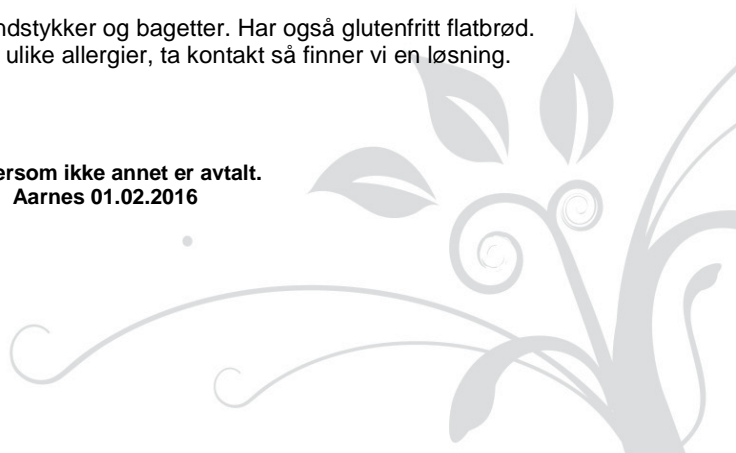 ndstykker og bagetter. Har også glutenfritt flatbrød.
ulike allergier, ta kontakt så finner vi en løsning.
ersom ikke annet er avtalt.
Aarnes 01.02.2016